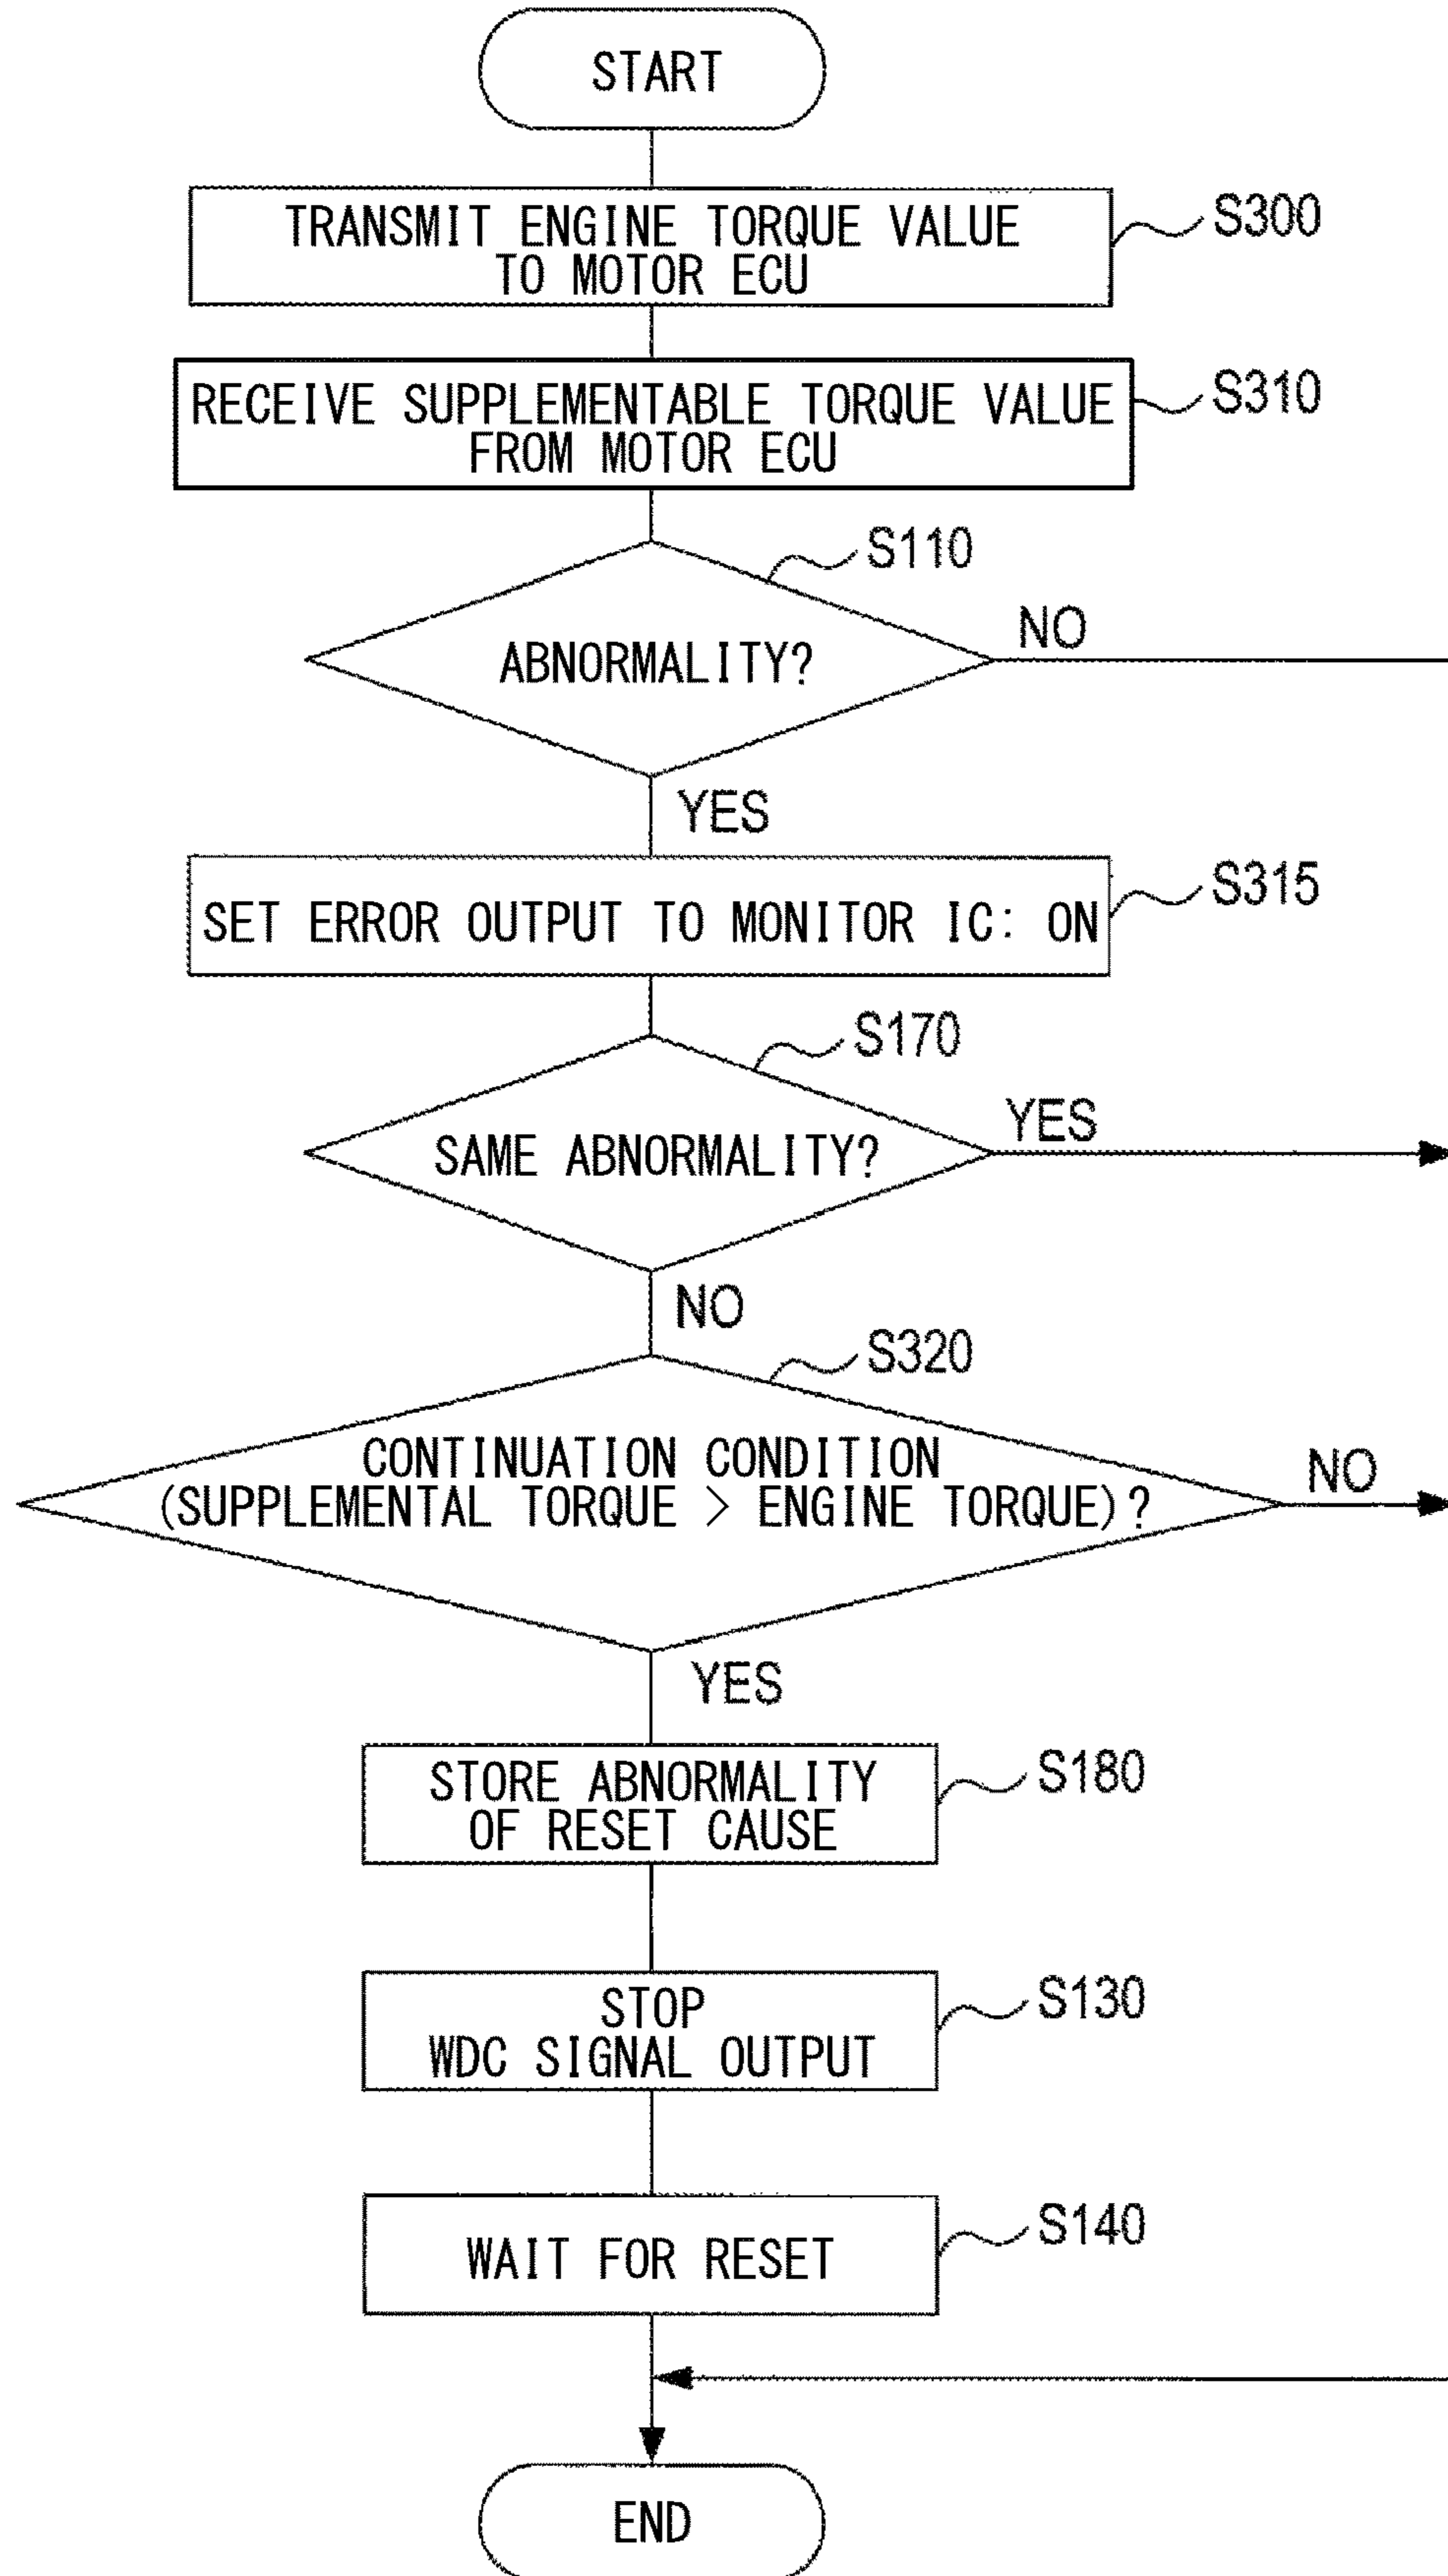 START
TRANSMIT ENGINE TORQUE VALUE
TO MOTOR ECU
S300
RECEIVE SUPPLEMENTABLE TORQUE VALUE
FROM MOTOR ECU
S310
S110
ABNORMALITY?
NO
YES
SET ERROR OUTPUT TO MONITOR IC: ON
S315
S170
SAME ABNORMALITY?
YES
NO
S320
CONTINUATION CONDITION
(SUPPLEMENTAL TORQUE > ENGINE TORQUE)?
NO
YES
STORE ABNORMALITY
OF RESET CAUSE
S180
STOP
WDC SIGNAL OUTPUT
S130
WAIT FOR RESET
S140
END